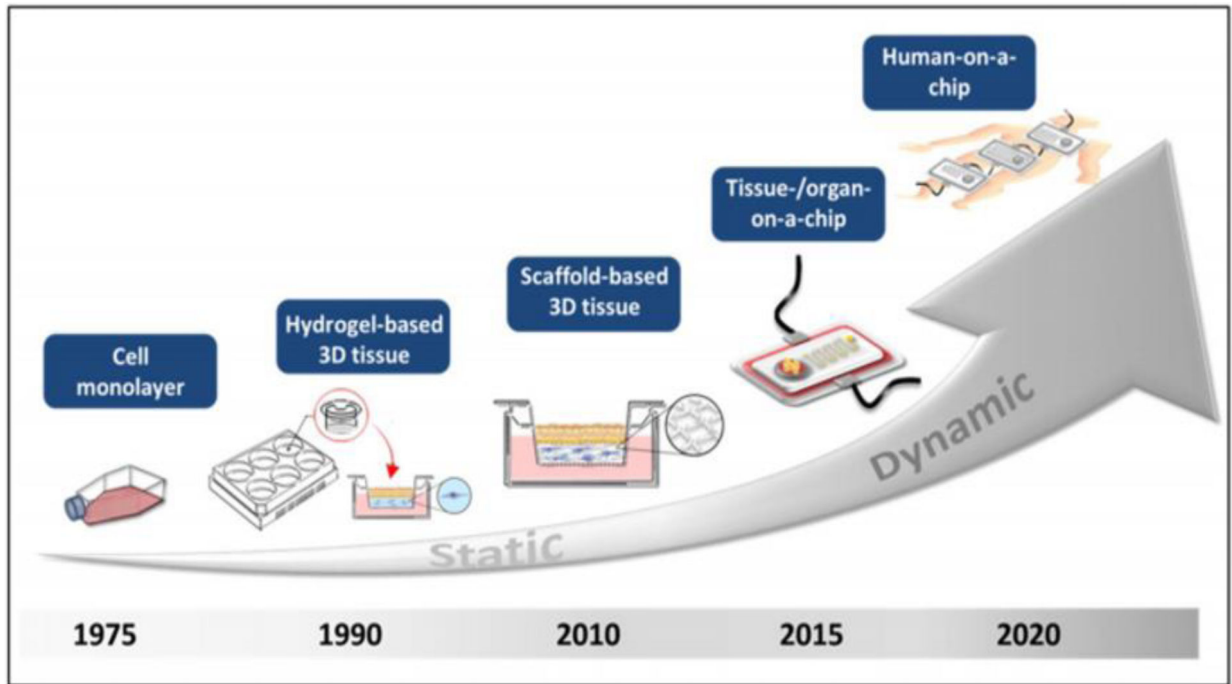 Human-on-a-
chip
Tissue-/organ-
on-a-chip
Scaffold-based
3D tissue
Hydrogel-based
3D tissue
Cell
monolayer
Static
Dynamic
1975
1990
2010
2015
2020